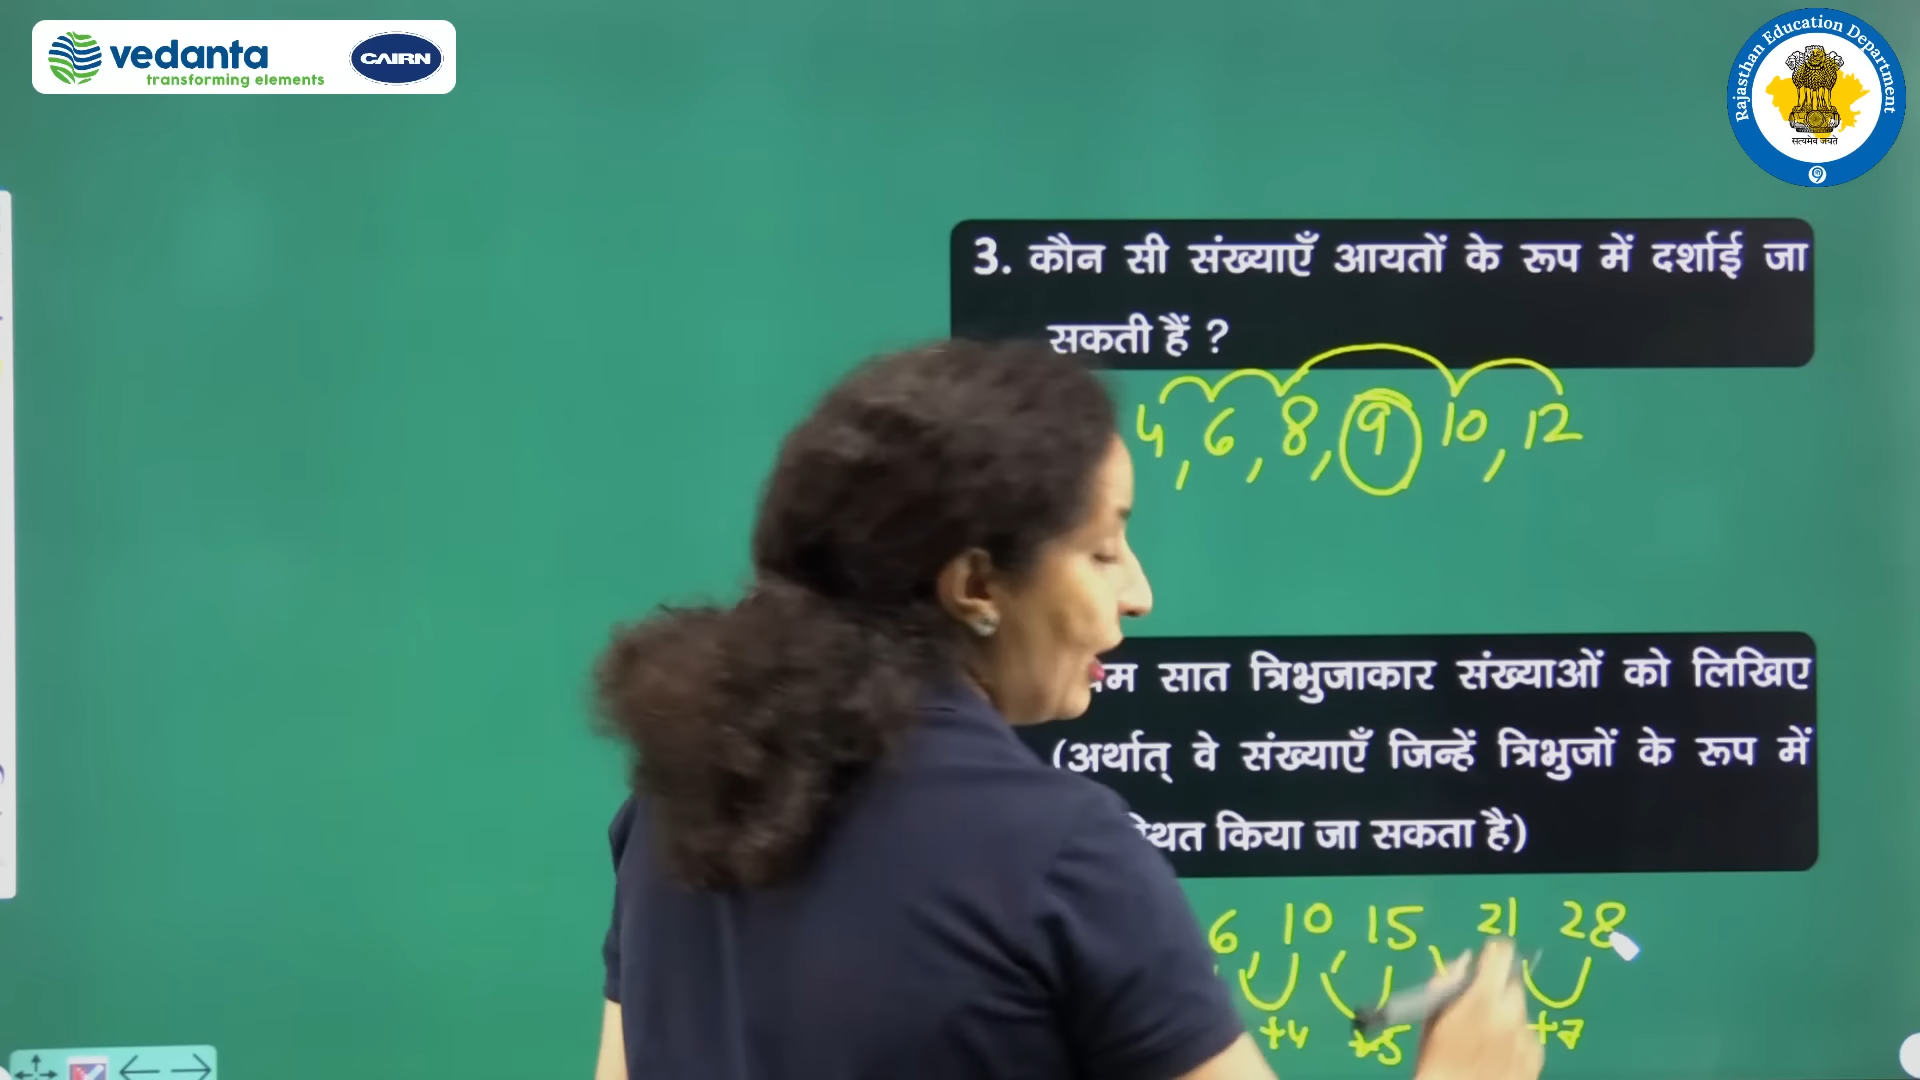 vedanta
transforming elements
CAIRN
Rajasthan Education Department
सत्यमेव जयते
3. कौन सी संख्याएँ आयतों के रूप में दर्शाई जा
सकती हैं ?
4, 6, 8, 9 10, 12
सात त्रिभुजाकार संख्याओं को लिखिए
(अर्थात् वे संख्याएँ जिन्हें त्रिभुजों के रूप में
किया जा सकता है)
6, 10, 15, 21 28
+4 +5 +7